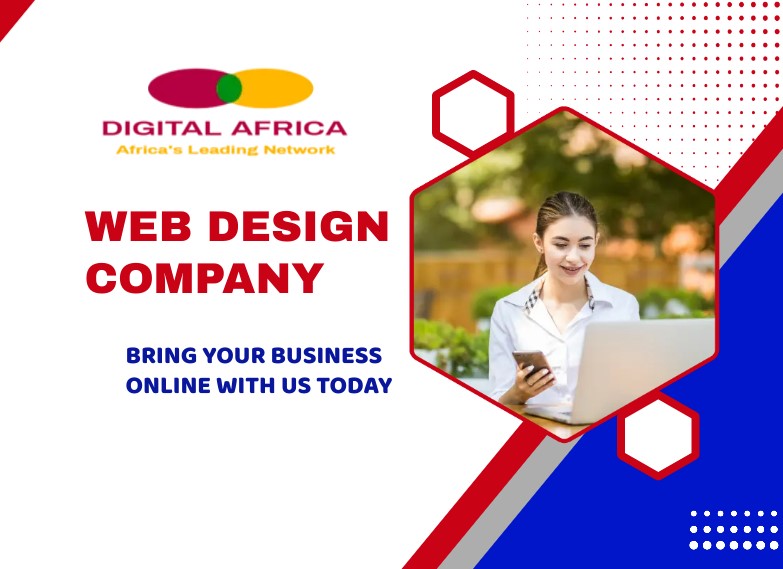 DIGITAL AFRICA
Africa's Leading Network
WEB DESIGN
COMPANY
BRING YOUR BUSINESS
ONLINE WITH US TODAY